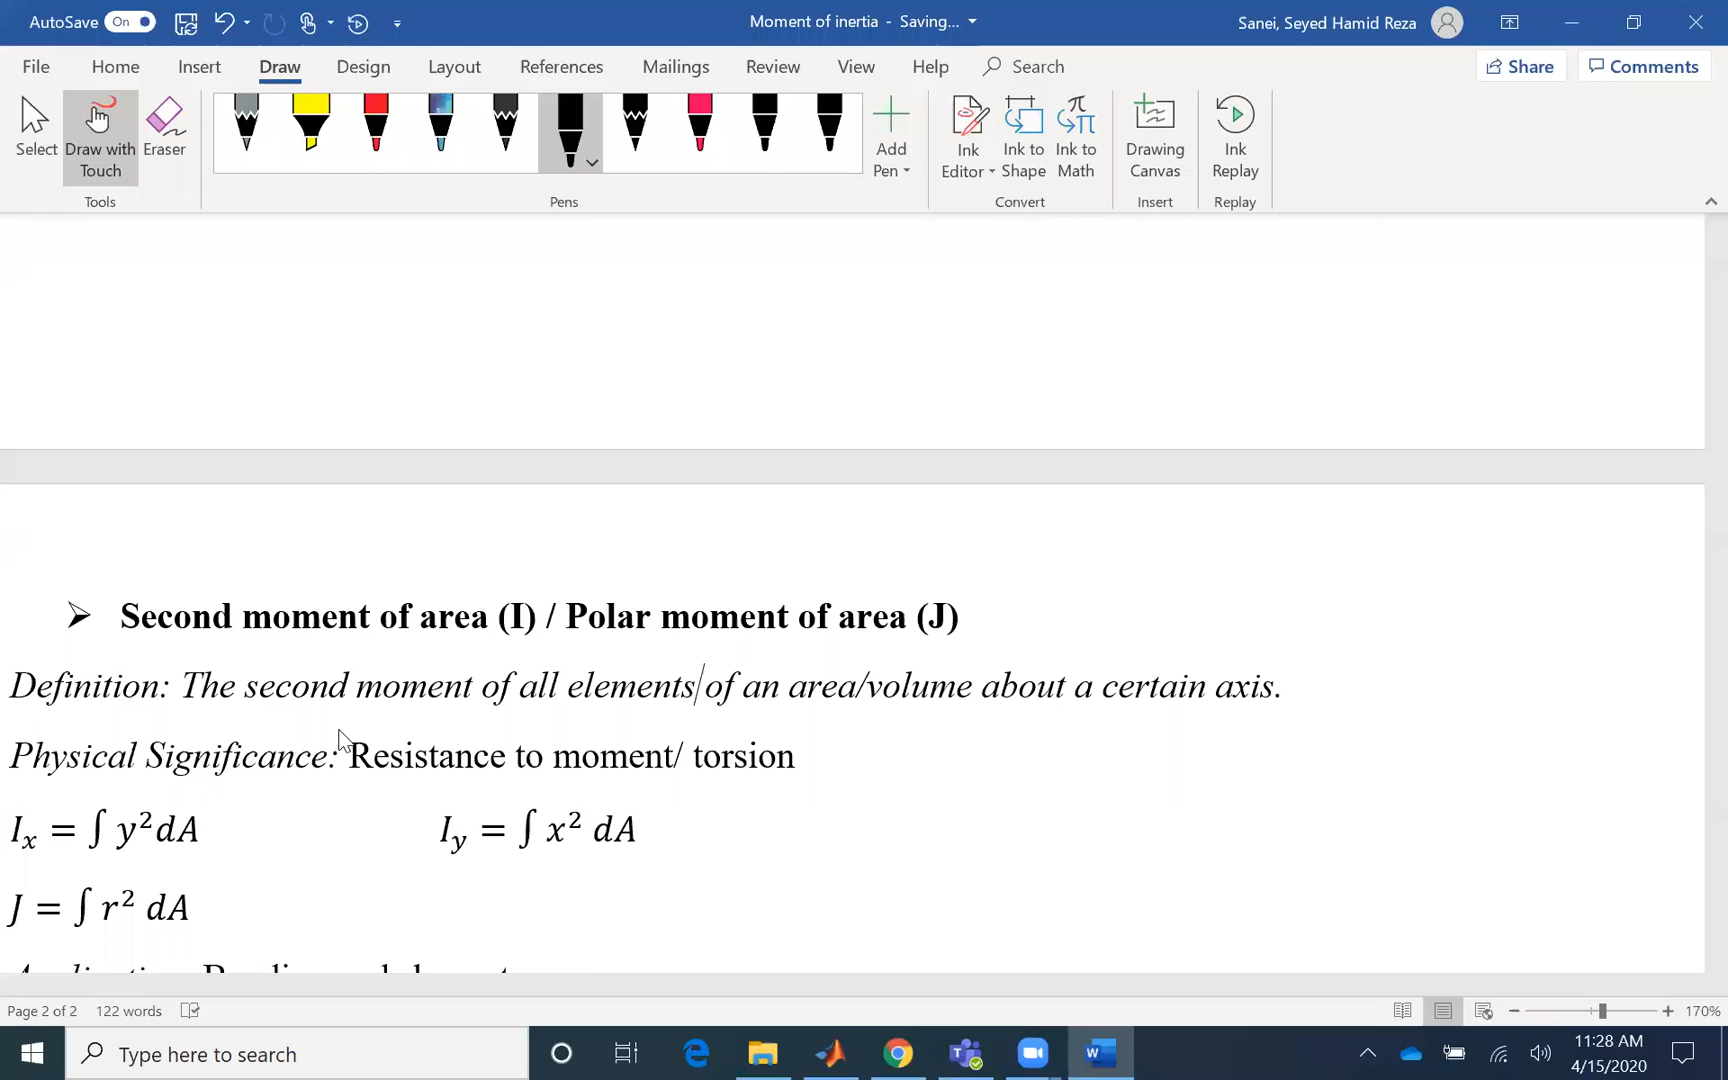 AutoSave On
Moment of inertia - Saving...
Sanei, Seyed Hamid Reza
File Home Insert Draw Design Layout References Mailings Review View Help Search Share Comments
Select Draw with Touch Eraser Add Pen Ink Editor Ink to Shape Ink to Math Drawing Canvas Ink Replay
Tools Pens Convert Insert Replay
➢ Second moment of area (I) / Polar moment of area (J)
Definition: The second moment of all elements of an area/volume about a certain axis.
Physical Significance: Resistance to moment/ torsion
Iₓ = ∫ y²dA I_y = ∫ x² dA
J = ∫ r² dA
Page 2 of 2 122 words 170%
Type here to search
11:28 AM
4/15/2020